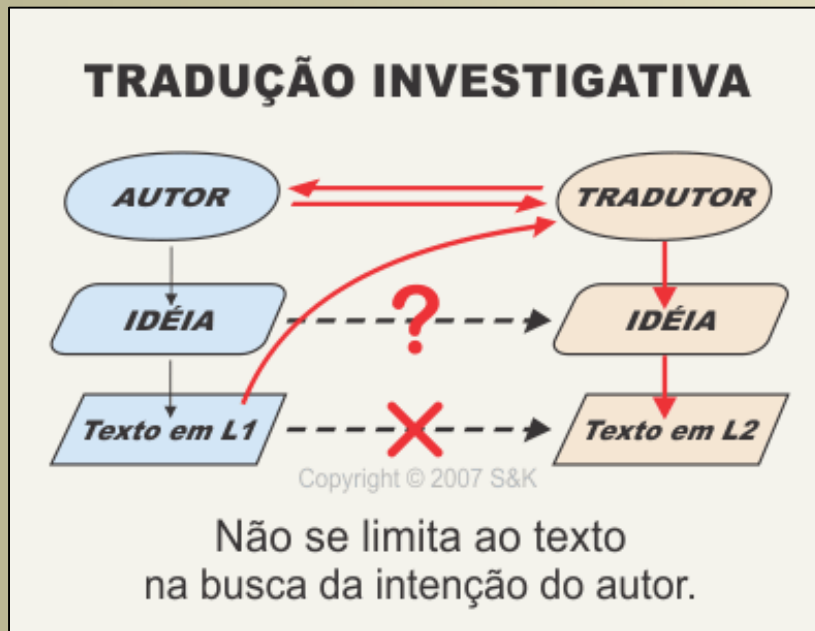 TRADUÇÃO INVESTIGATIVA
AUTOR
TRADUTOR
IDÉIA
?
IDÉIA
Texto em L1
Texto em L2
Copyright © 2007 S&K
Não se limita ao texto
na busca da intenção do autor.